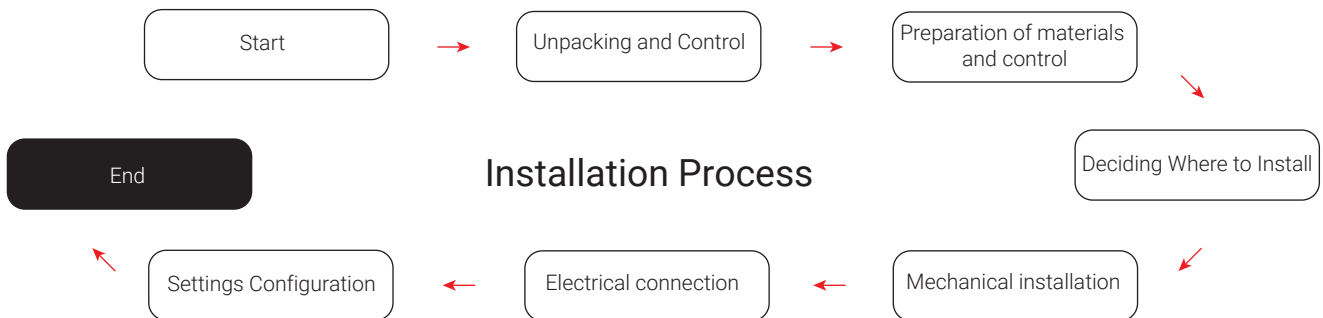 Start
Unpacking and Control
Preparation of materials
and control
Deciding Where to Install
Installation Process
End
Mechanical installation
Electrical connection
Settings Configuration